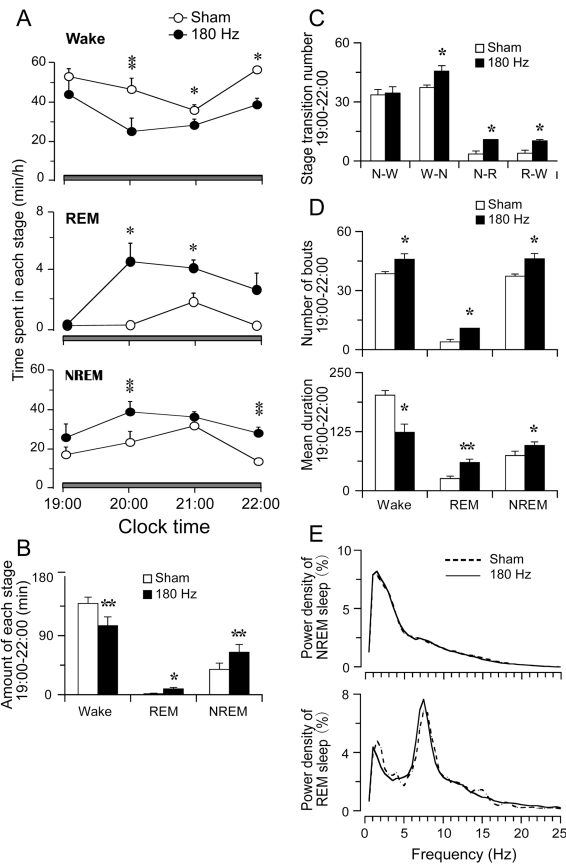 A
Sham
180 Hz
Wake
60
40
20
0
**
*
*
REM
8
4
0
*
*
NREM
60
40
20
0
**
**
19:00 20:00 21:00 22:00
Clock time
Time spent in each stage (min/h)
B
Sham
180 Hz
Amount of each stage
19:00-22:00 (min)
180
90
0
**
*
**
Wake REM NREM
C
Sham
180 Hz
Stage transition number
19:00-22:00
60
30
0
*
*
*
N-W W-N N-R R-W
D
Sham
180 Hz
Number of bouts
19:00-22:00
60
30
0
*
*
*
Mean duration
19:00-22:00
250
125
0
*
**
*
Wake REM NREM
E
Sham
180 Hz
Power density of
NREM sleep (%)
10
5
0
Power density of
REM sleep (%)
8
4
0
0 5 10 15 20 25
Frequency (Hz)